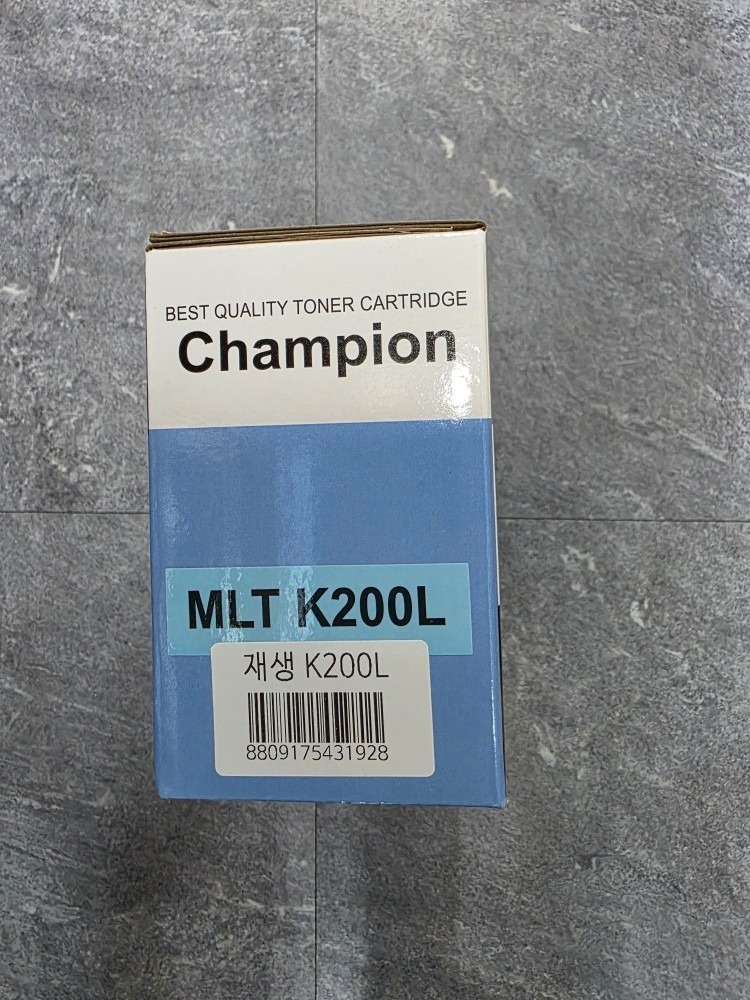 BEST QUALITY TONER CARTRIDGE
Champion
MLT K200L
재생 K200L
8809175431928